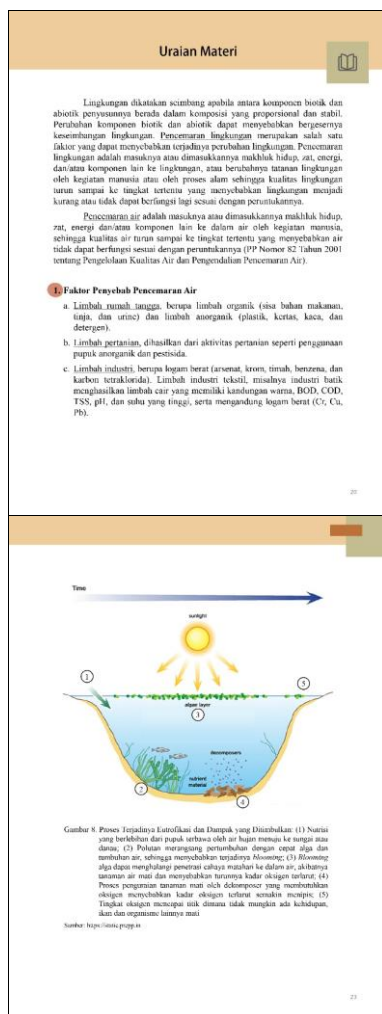 Uraian Materi
Lingkungan dikatakan seimbang apabila antara komponen biotik dan
abiotik penyusunnya berada dalam komposisi yang proporsional dan stabil.
Perubahan komponen biotik dan abiotik dapat menyebabkan bergesernya
keseimbangan lingkungan. Pencemaran lingkungan merupakan salah satu
faktor yang dapat menyebabkan terjadinya perubahan lingkungan. Pencemaran
lingkungan adalah masuknya atau dimasukkannya makhluk hidup, zat, energi,
dan/atau komponen lain ke lingkungan, atau berubahnya tatanan lingkungan
oleh kegiatan manusia atau oleh proses alam sehingga kualitas lingkungan
turun sampai ke tingkat tertentu yang menyebabkan lingkungan menjadi
kurang atau tidak dapat berfungsi lagi sesuai dengan peruntukannya.
Pencemaran air adalah masuknya atau dimasukkannya makhluk hidup,
zat, energi dan/atau komponen lain ke dalam air oleh kegiatan manusia,
sehingga kualitas air turun sampai ke tingkat tertentu yang menyebabkan air
tidak dapat berfungsi sesuai dengan peruntukannya (PP Nomor 82 Tahun 2001
tentang Pengelolaan Kualitas Air dan Pengendalian Pencemaran Air).
1. Faktor Penyebab Pencemaran Air
a. Limbah rumah tangga, berupa limbah organik (sisa bahan makanan,
tinja, dan urine) dan limbah anorganik (plastik, kertas, kaca, dan
detergen).
b. Limbah pertanian, dihasilkan dari aktivitas pertanian seperti penggunaan
pupuk anorganik dan pestisida.
c. Limbah industri, berupa logam berat (arsenat, krom, timah, benzena, dan
karbon tetraklorida). Limbah industri tekstil, misalnya industri batik
menghasilkan limbah cair yang memiliki kandungan warna, BOD, COD,
TSS, pH, dan suhu yang tinggi, serta mengandung logam berat (Cr, Cu,
Pb).
Time
sunlight
1
5
algae layer
3
decomposers
nutrient
material
2
4
Gambar 8. Proses Terjadinya Eutrofikasi dan Dampak yang Ditimbulkan: (1) Nutrisi
yang berlebihan dari pupuk terbawa oleh air hujan menuju ke sungai atau
danau; (2) Polutan merangsang pertumbuhan dengan cepat alga dan
tumbuhan air, sehingga menyebabkan terjadinya blooming; (3) Blooming
alga dapat menghalangi penetrasi cahaya matahari ke dalam air, akibatnya
tanaman air mati dan menyebabkan turunnya kadar oksigen terlarut; (4)
Proses penguraian tanaman mati oleh dekomposer yang membutuhkan
oksigen menyebabkan kadar oksigen terlarut semakin menipis; (5)
Tingkat oksigen mencapai titik dimana tidak mungkin ada kehidupan,
ikan dan organisme lainnya mati
Sumber:
23